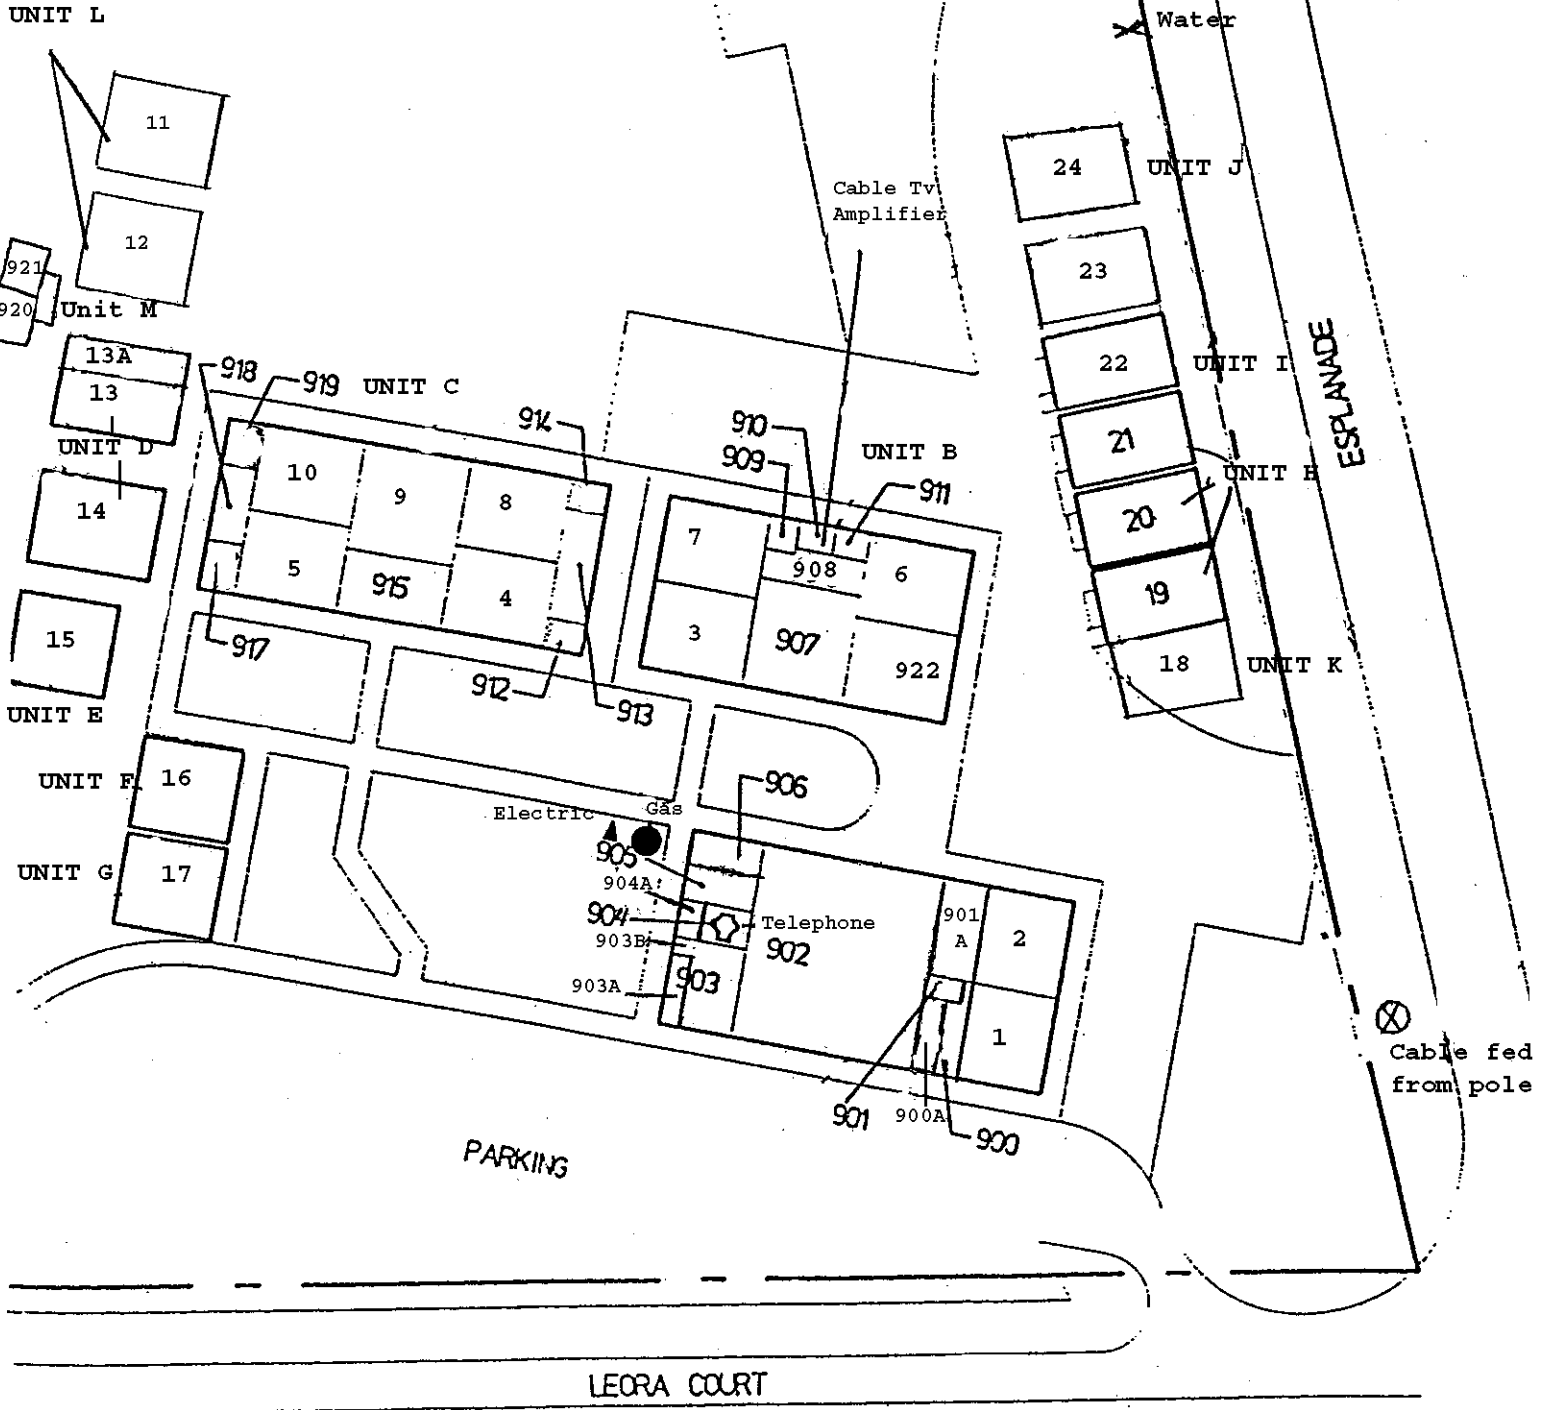 UNIT L
Water
11
24
UNIT J
Cable Tv
Amplifier
12
921
23
920
Unit M
13A
ESPLANADE
22
UNIT I
918
919
UNIT C
13
914
910
21
UNIT D
909
UNIT B
10
UNIT H
9
8
911
14
20
7
908
6
5
915
4
19
15
3
907
917
18
UNIT K
922
912
UNIT E
913
16
UNIT F
906
Electric
Gas
905
UNIT G
17
904A
904
Telephone
901
A
2
903B
902
903
903A
1
Cable fed
from pole
901
900A
900
PARKING
LEORA COURT